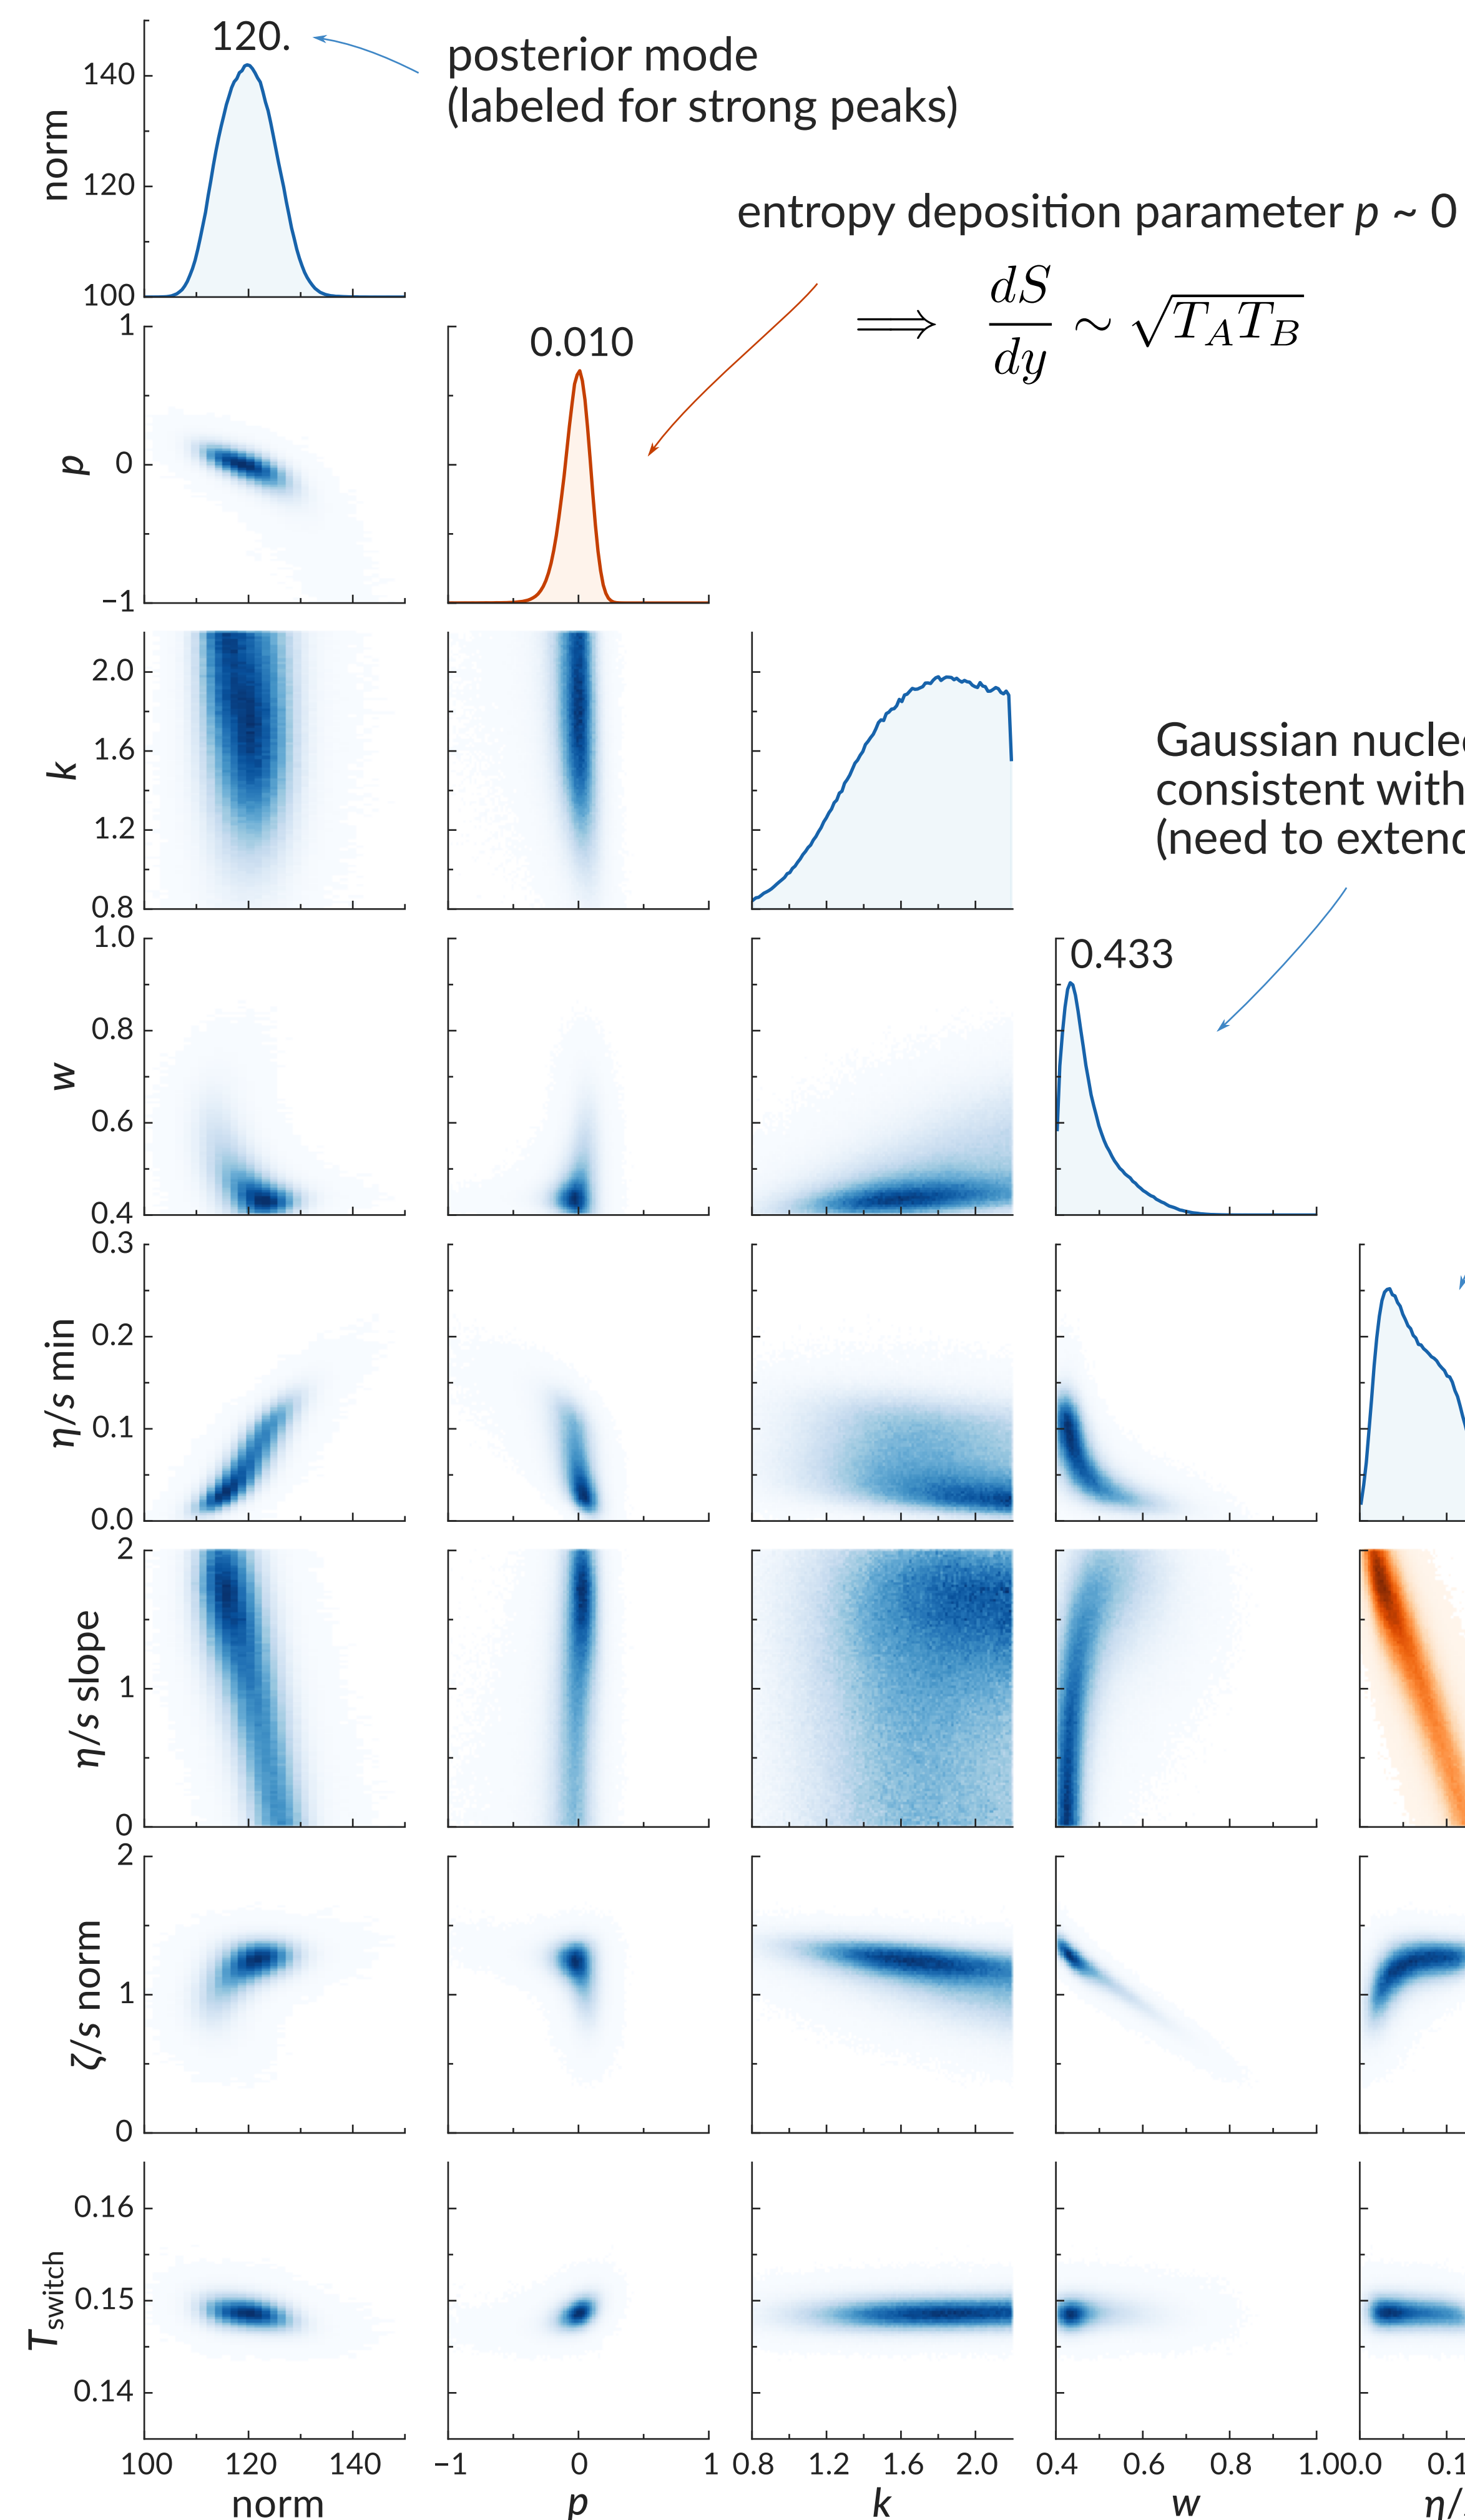 120.
posterior mode
(labeled for strong peaks)
norm
140
120
100
entropy deposition parameter p ~ 0
⟹ dS/dy ∼ √(T_A T_B)
0.010
p
1
0
−1
k
2.0
1.6
1.2
0.8
Gaussian
consistent with
(need to
0.433
w
1.0
0.8
0.6
0.4
η/s min
0.3
0.2
0.1
0.0
η/s slope
2
1
0
ζ/s norm
2
1
0
T_switch
0.16
0.15
0.14
100 120 140 −1 0 1 0.8 1.2 1.6 2.0 0.4 0.6 0.8 1.0 0.0 0.1
norm p k w